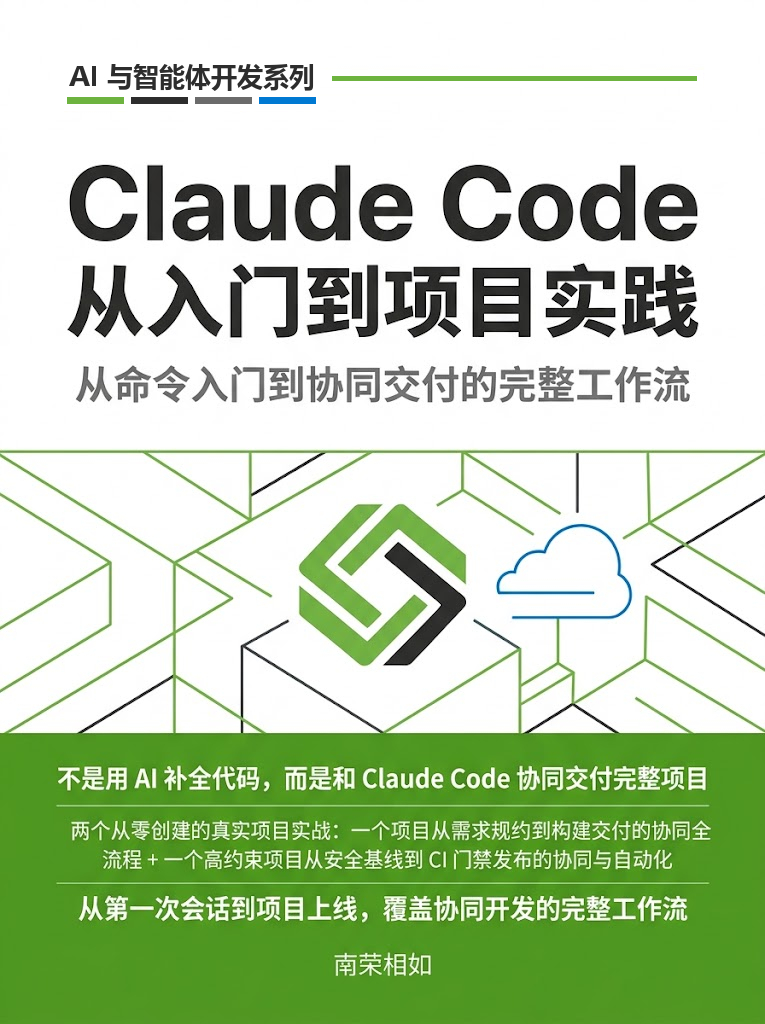 AI 与智能体开发系列
Claude Code
从入门到项目实践
从命令入门到协同交付的完整工作流
不是用 AI 补全代码，而是和 Claude Code 协同交付完整项目
两个从零创建的真实项目实战：一个项目从需求规约到构建交付的协同全
流程 + 一个高约束项目从安全基线到 CI 门禁发布的协同与自动化
从第一次会话到项目上线，覆盖协同开发的完整工作流
南荣相如